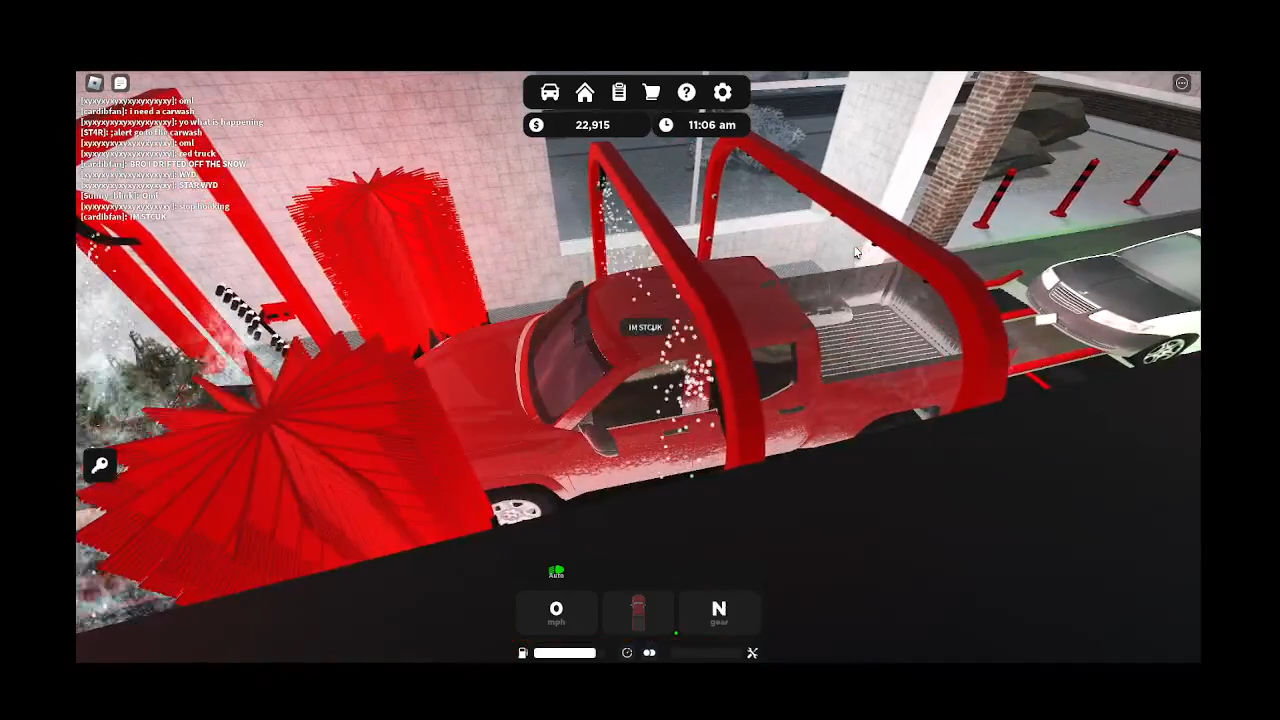 [xyxyxyxyxyxyxyxyxy]: oml
[cardibfan]: i need a carwash
[xyxyxyxyxyxyxyxyxy]: yo what is happening
[ST4R]: ;alert go to the carwash
[xyxyxyxyxyxyxyxyxy]: oml
[xyxyxyxyxyxyxyxyxy]: red truck
[cardibfan]: BRO I DRIFTED OFF THE SNOW
[xyxyxyxyxyxyxyxyxy]: WYD
[xyxyxyxyxyxyxyxyxy]: STAR WYD
[xyxyxyxyxyxyxyxyxy]: stop honking
[cardibfan]: IM STCUK
22,915
11:06 am
IM STCUK
Auto
0
mph
N
gear